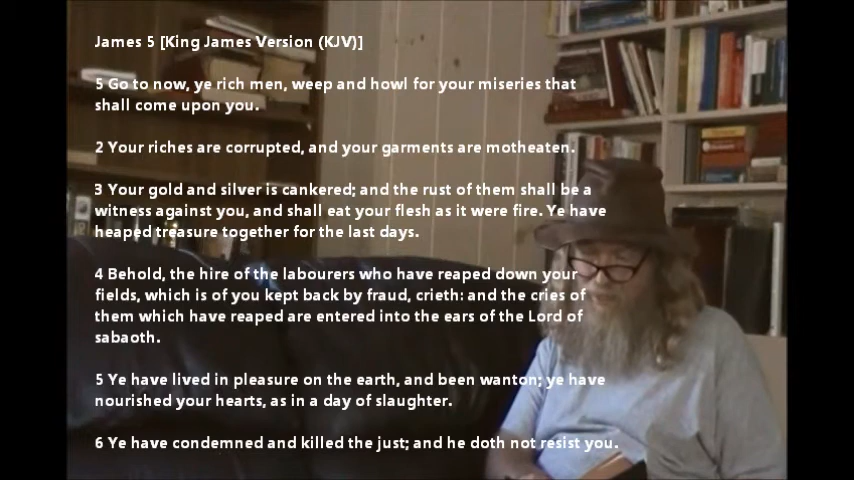 James 5 [King James Version (KJV)]
5 Go to now, ye rich men, weep and howl for your miseries that
shall come upon you.
2 Your riches are corrupted, and your garments are motheaten.
3 Your gold and silver is cankered; and the rust of them shall be a
witness against you, and shall eat your flesh as it were fire. Ye have
heaped treasure together for the last days.
4 Behold, the hire of the labourers who have reaped down your
fields, which is of you kept back by fraud, crieth: and the cries of
them which have reaped are entered into the ears of the Lord of
sabaoth.
5 Ye have lived in pleasure on the earth, and been wanton; ye have
nourished your hearts, as in a day of slaughter.
6 Ye have condemned and killed the just; and he doth not resist you.